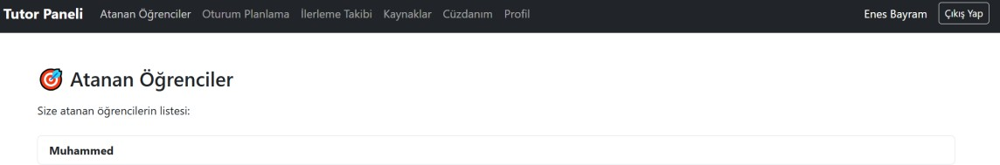 Tutor Paneli Atanan Öğrenciler Oturum Planlama İlerleme Takibi Kaynaklar Cüzdanım Profil Enes Bayram Çıkış Yap
🎯 Atanan Öğrenciler
Size atanan öğrencilerin listesi:
Muhammed